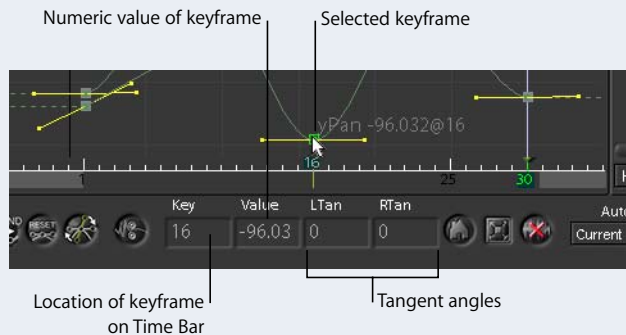 Numeric value of keyframe
Selected keyframe
yPan -96.032@16
16
1
25
30
Key Value LTan RTan
16 -96.03 0 0
RESET
Auto
Current
Location of keyframe
on Time Bar
Tangent angles